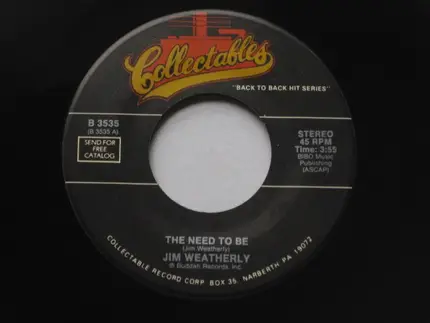 Collectables
"BACK TO BACK HIT SERIES"
B 3535
(B 3535 A)
SEND FOR
FREE
CATALOG
STEREO
45 RPM
Time: 3:55
BIBO Music
Publishing
(ASCAP)
THE NEED TO BE
(Jim Weatherly)
JIM WEATHERLY
℗ Buddah Records Inc.
COLLECTABLE RECORD CORP BOX 35, NARBERTH PA 19072